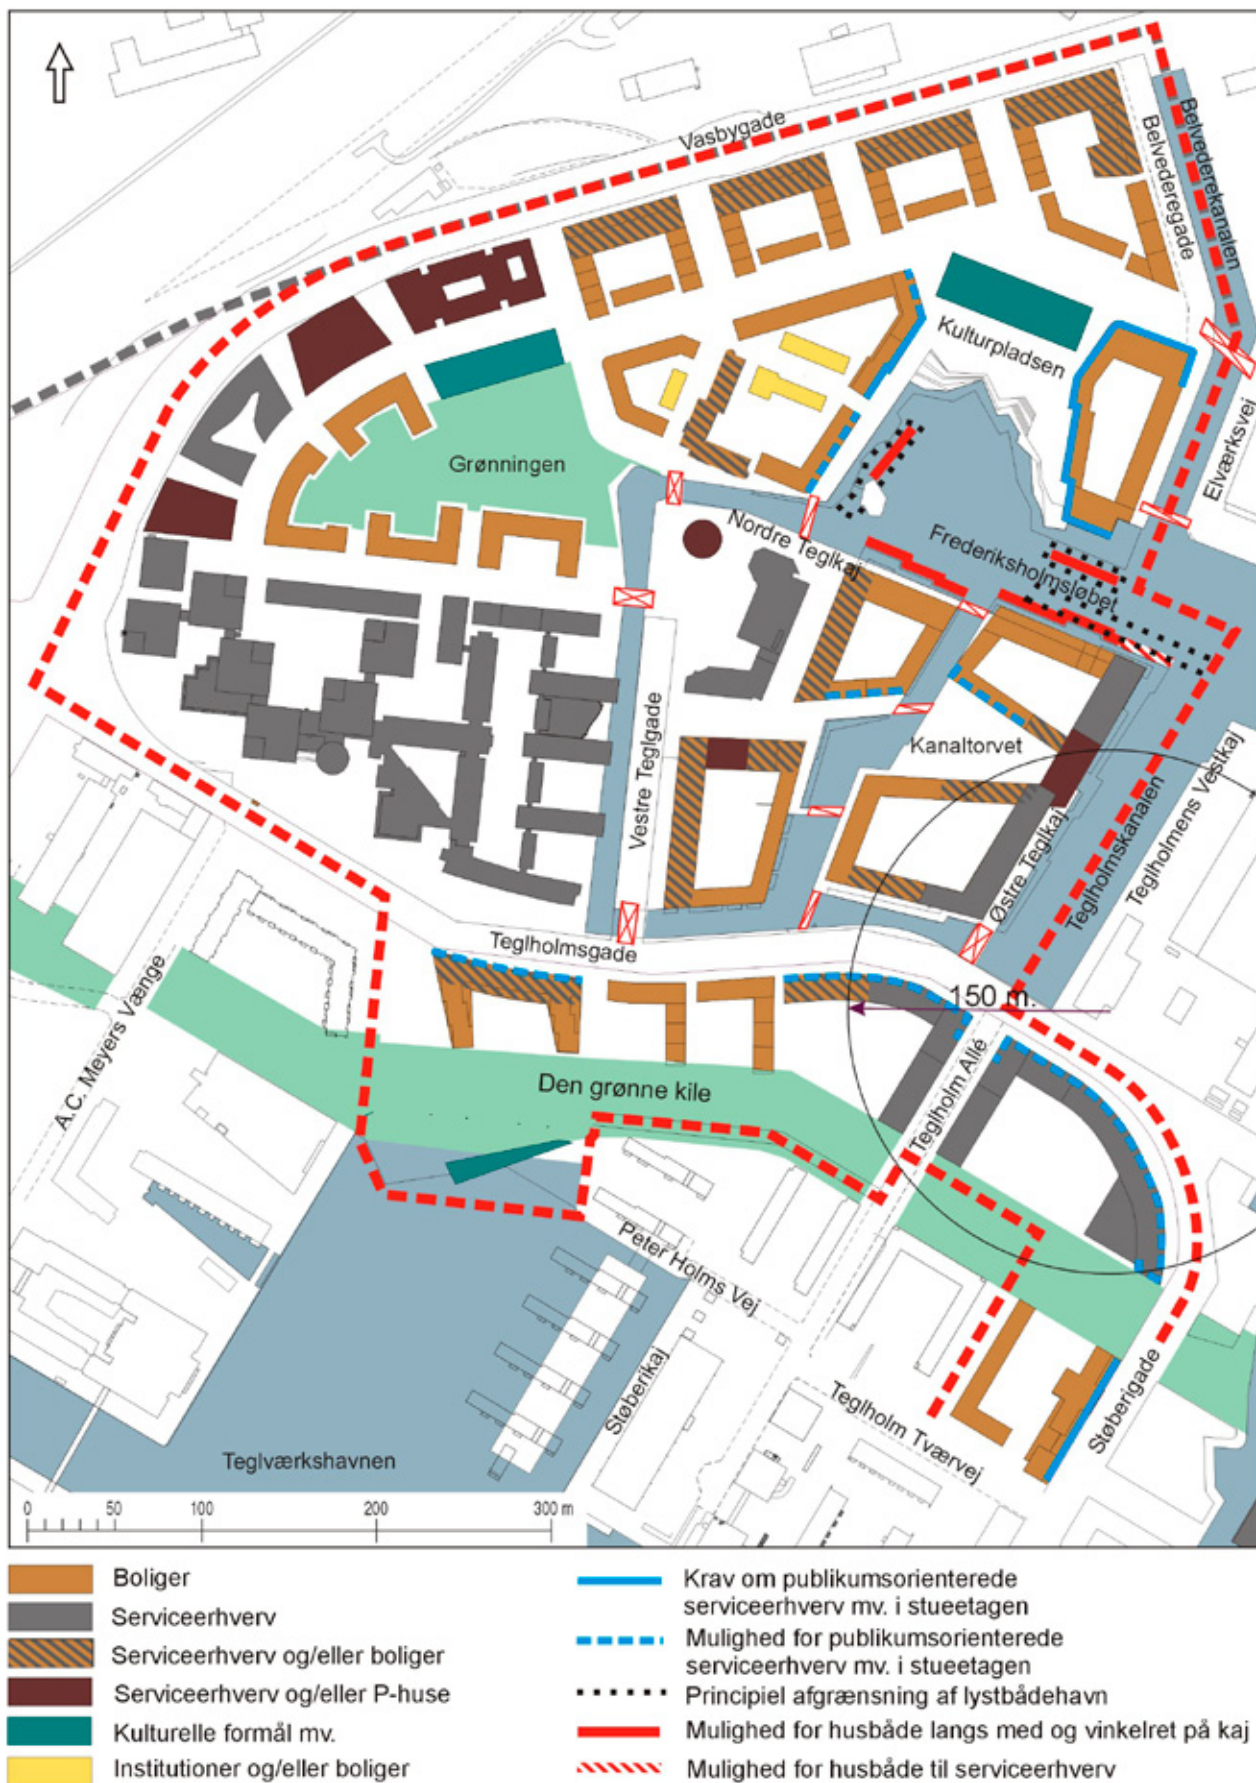 Vasbygade
Belvederekanalen
Belvederegade
Kulturpladsen
Elværksvej
Grønningen
Nordre Teglkaj
Frederiksholmsløbet
Vestre Teglgade
Kanaltorvet
Østre Teglkaj
Teglholmskanalen
Teglholmens Vestkaj
Teglholmsgade
150 m.
A.C. Meyers Vænge
Den grønne kile
Teglholm Allé
Peter Holms Vej
Støberikaj
Teglholm Tværvej
Støberigade
Teglværkshavnen
0 50 100 200 300 m
Boliger
Serviceerhverv
Serviceerhverv og/eller boliger
Serviceerhverv og/eller P-huse
Kulturelle formål mv.
Institutioner og/eller boliger
Krav om publikumsorienterede
serviceerhverv mv. i stueetagen
Mulighed for publikumsorienterede
serviceerhverv mv. i stueetagen
Principiel afgrænsning af lystbådehavn
Mulighed for husbåde langs med og vinkelret på kaj
Mulighed for husbåde til serviceerhverv